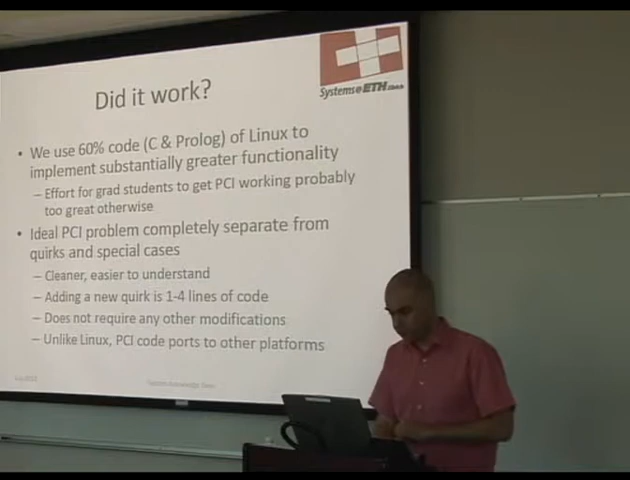 Systems@ETH
Did it work?
• We use 60% code (C & Prolog) of Linux to
implement substantially greater functionality
– Effort for grad students to get PCI working probably
too great otherwise
• Ideal PCI problem completely separate from
quirks and special cases
– Cleaner, easier to understand
– Adding a new quirk is 1-4 lines of code
– Does not require any other modifications
– Unlike Linux, PCI code ports to other platforms